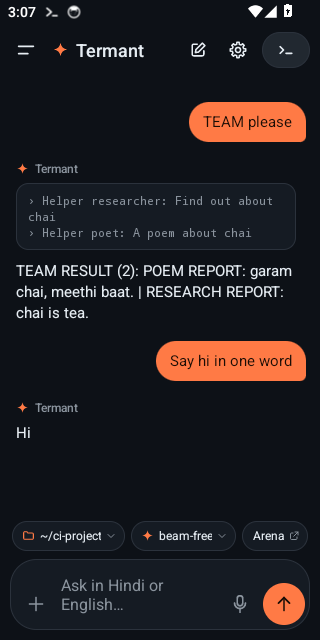 3:07
Termant
TEAM please
Termant
› Helper researcher: Find out about
chai
› Helper poet: A poem about chai
TEAM RESULT (2): POEM REPORT: garam
chai, meethi baat. | RESEARCH REPORT:
chai is tea.
Say hi in one word
Termant
Hi
~/ci-project
beam-free
Arena
Ask in Hindi or
English…